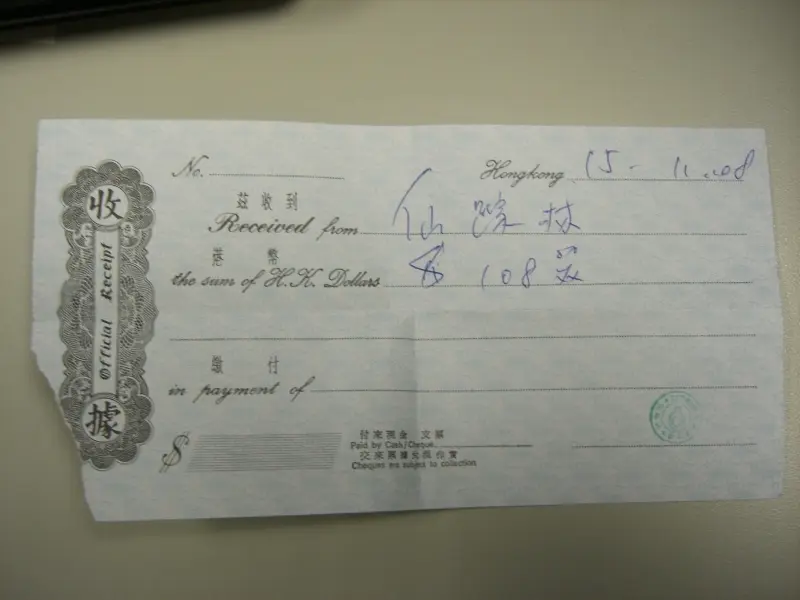 收據
Official Receipt
No.
Hongkong 15-11.08
茲收到
Received from 仙跡林
港幣
the sum of H.K. Dollars 108
繳付
in payment of
$
付來現金 支票
Paid by Cash/Cheque
交來票據兌現作實
Cheques are subject to collection